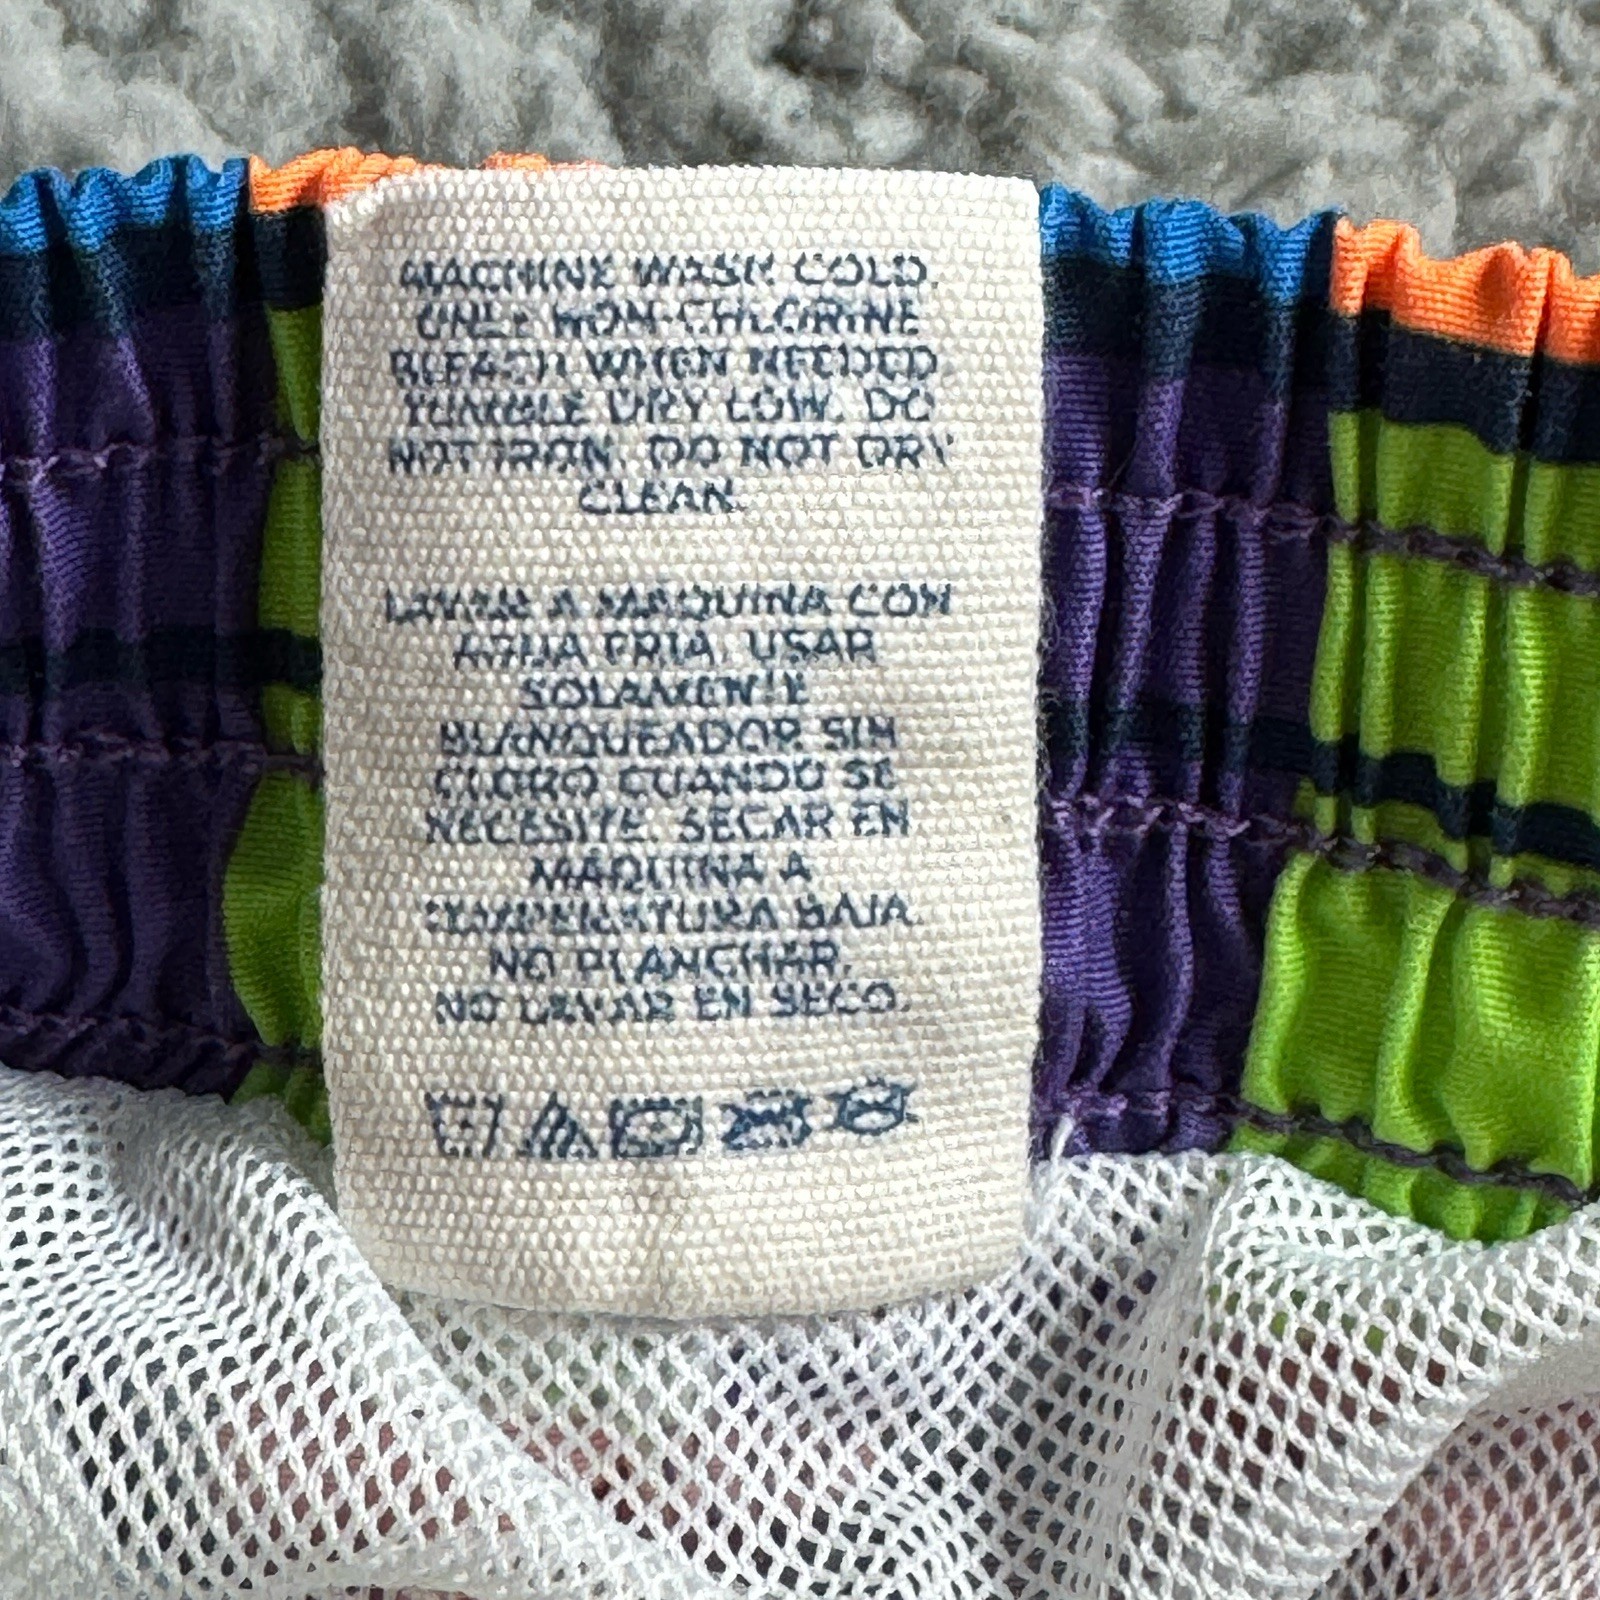 MACHINE WASH COLD.
ONLY NON-CHLORINE
BLEACH WHEN NEEDED.
TUMBLE DRY LOW. DO
NOT IRON. DO NOT DRY
CLEAN.
LAVAR A MÁQUINA CON
AGUA FRIA. USAR
SOLAMENTE
BLANQUEADOR SIN
CLORO CUANDO SE
NECESITE. SECAR EN
MÁQUINA A
TEMPERATURA BAJA.
NO PLANCHAR.
NO LAVAR EN SECO.